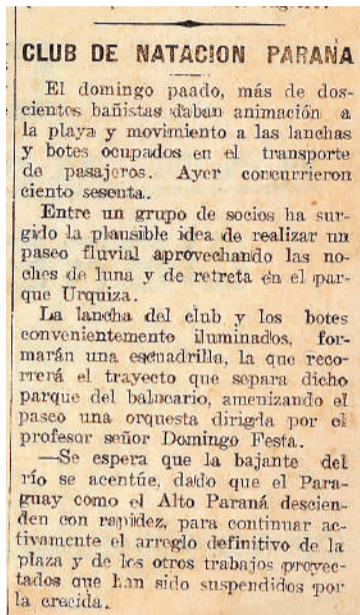 CLUB DE NATACION PARANA
El domingo paado, más de dos-
cientos bañistas daban animación a
la playa y movimiento a las lanchas
y botes ocupados en el transporte
de pasajeros. Ayer concurrieron
ciento sesenta.
Entre un grupo de socios ha sur-
gido la plausible idea de realizar un
paseo fluvial aprovechando las no-
ches de luna y de retreta en el par-
que Urquiza.
La lancha del club y los botes
convenientemente iluminados, for-
marán una escuadrilla, la que reco-
rrerá el trayecto que separa dicho
parque del balneario, amenizando el
paseo una orquesta dirigida por el
profesor señor Domingo Festa.
—Se espera que la bajante del
río se acentúe, dado que el Para-
guay como el Alto Paraná descien-
den con rapidez, para continuar ac-
tivamente el arreglo definitivo de la
plaza y de los otros trabajos proyec-
tados que han sido suspendidos por
la crecida.